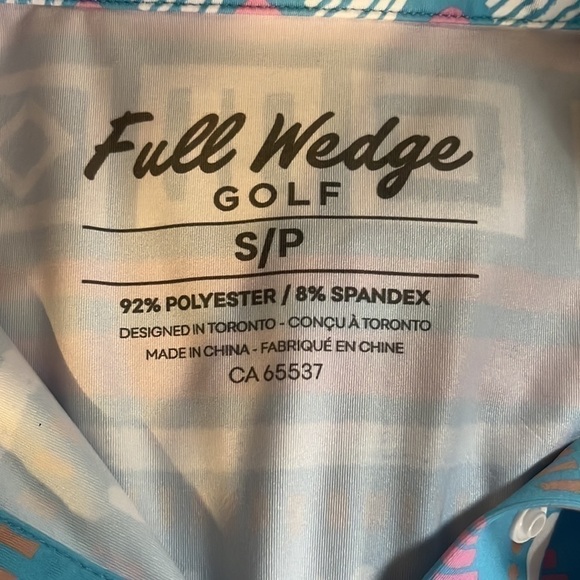 Full Wedge
GOLF
S/P
92% POLYESTER / 8% SPANDEX
DESIGNED IN TORONTO - CONÇU À TORONTO
MADE IN CHINA - FABRIQUÉ EN CHINE
CA 65537